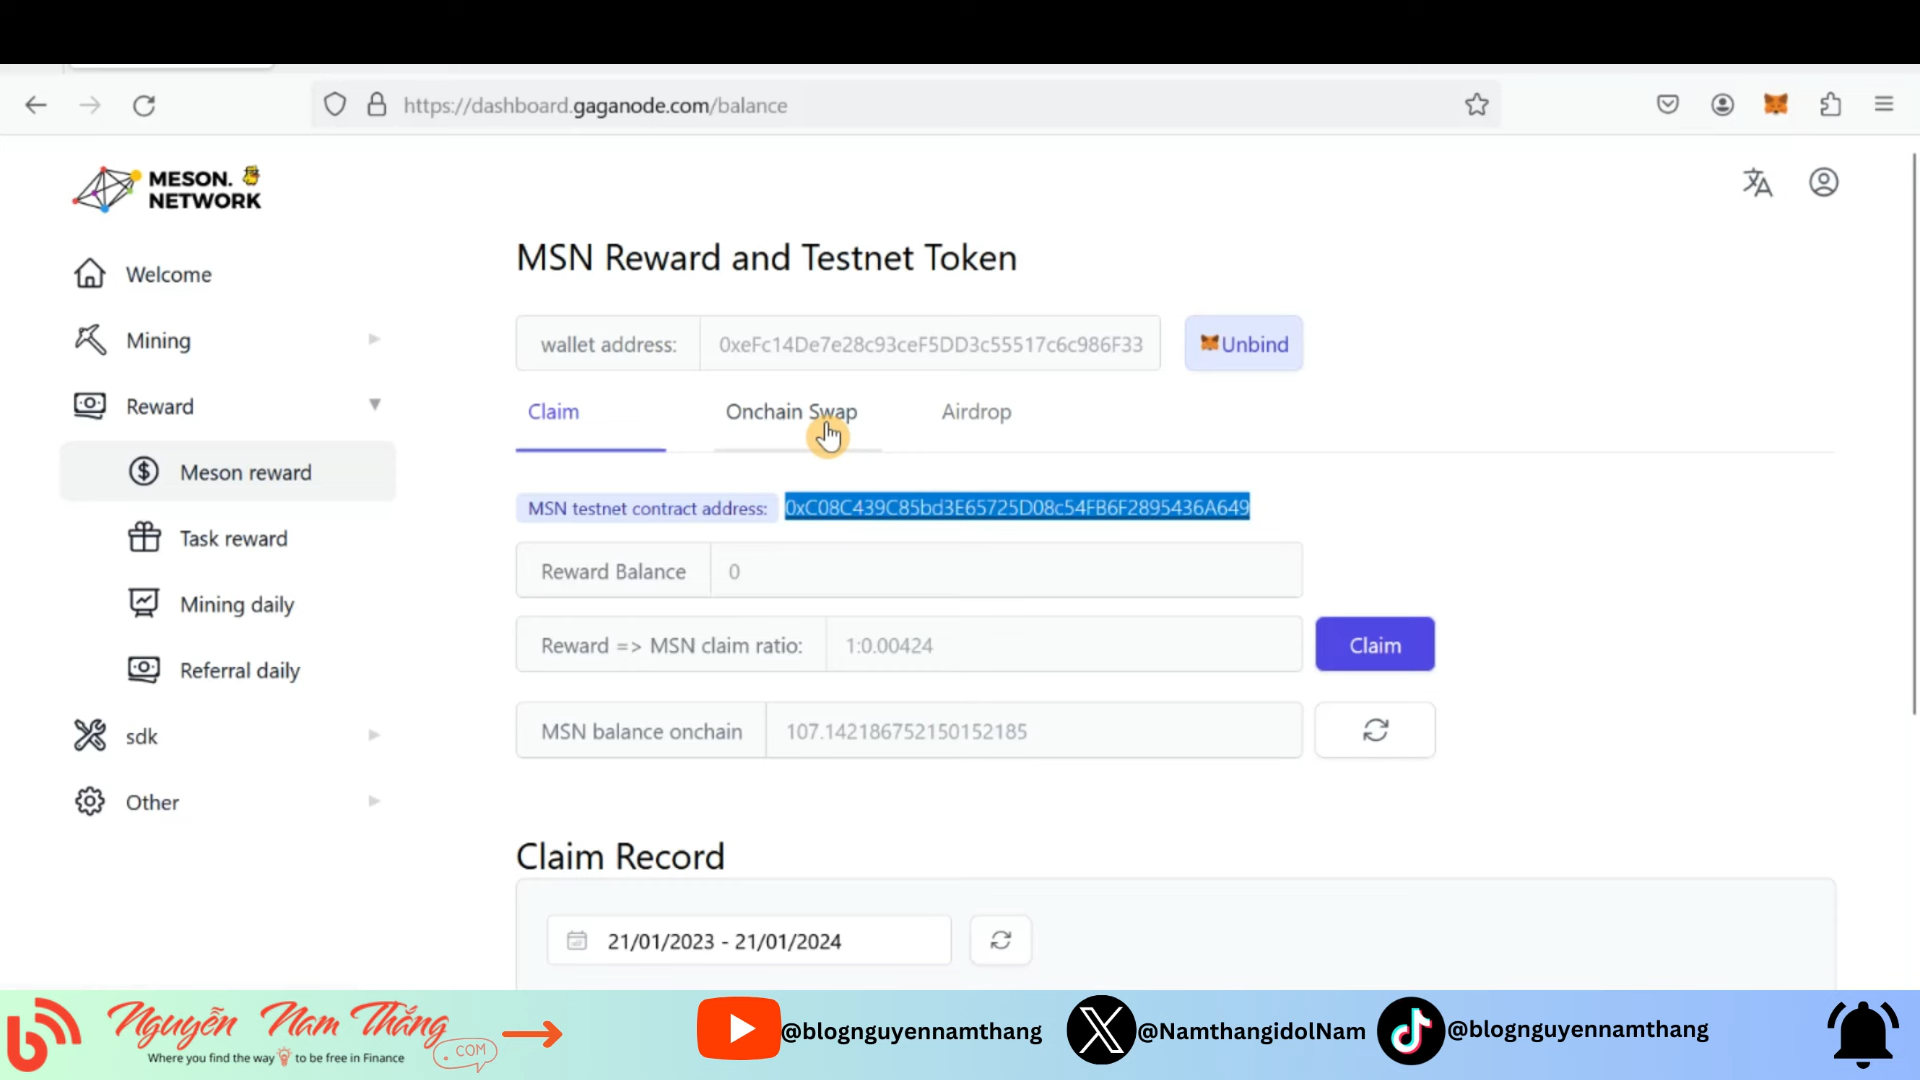 https://dashboard.gaganode.com/balance
MESON.
NETWORK
Welcome
Mining
Reward
Meson reward
Task reward
Mining daily
Referral daily
sdk
Other
MSN Reward and Testnet Token
wallet address: 0xeFc14De7e28c93ceF5DD3c55517c6c986F33 Unbind
Claim Onchain Swap Airdrop
MSN testnet contract address: 0xC08C439C85bd3E65725D08c54FB6F2895436A649
Reward Balance 0
Reward => MSN claim ratio: 1:0.00424 Claim
MSN balance onchain 107.142186752150152185
Claim Record
21/01/2023 - 21/01/2024
Nguyễn Nam Thắng
.COM
Where you find the way to be free in Finance
@blognguyennamthang @NamthangidolNam @blognguyennamthang